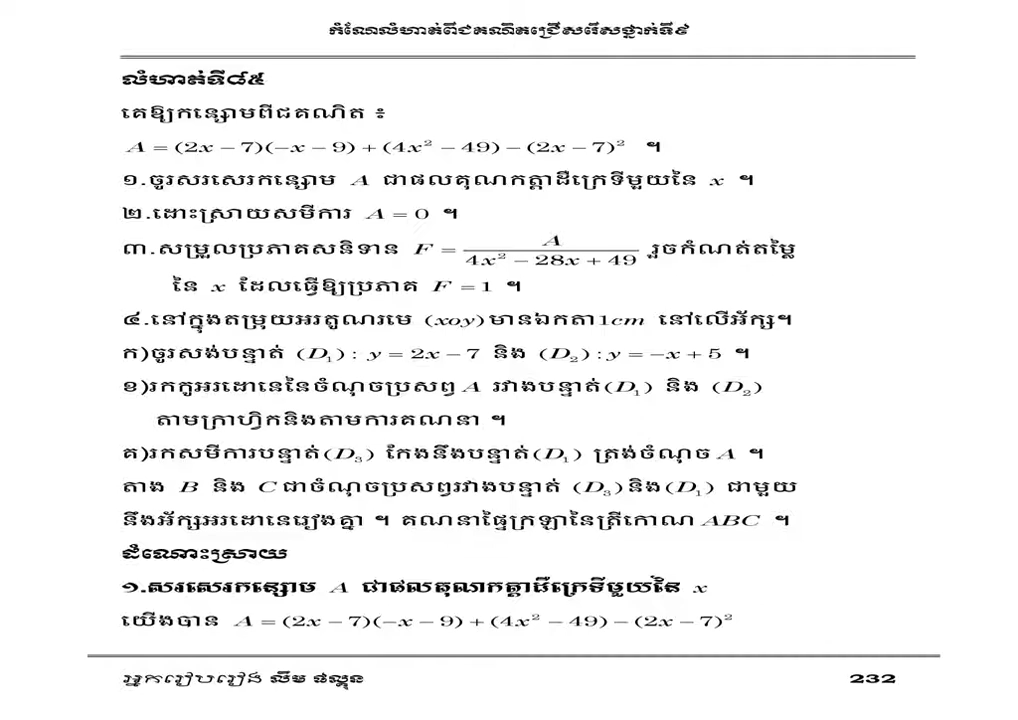 កំណែលំហាត់ពីជគណិតជ្រើសរើសថ្នាក់ទី៩
លំហាត់ទី៨៥
គេឱ្យកន្សោមពីជគណិត ៖
A = (2x − 7)(−x − 9) + (4x² − 49) − (2x − 7)² ។
១.ចូរសរសេរកន្សោម A ជាផលគុណកត្តាដឺក្រេទីមួយនៃ x ។
២.ដោះស្រាយសមីការ A = 0 ។
៣.សម្រួលប្រភាគសនិទាន F = A / (4x² − 28x + 49) រួចកំណត់តម្លៃ
នៃ x ដែលធ្វើឱ្យប្រភាគ F = 1 ។
៤.នៅក្នុងតម្រុយអរតូណរមេ (xoy) មានឯកតា 1cm នៅលើអ័ក្ស។
ក)ចូរសង់បន្ទាត់ (D₁) : y = 2x − 7 និង (D₂) : y = −x + 5 ។
ខ)រកកូអរដោនេនៃចំណុចប្រសព្វ A រវាងបន្ទាត់ (D₁) និង (D₂)
តាមក្រាហ្វិកនិងតាមការគណនា ។
គ)រកសមីការបន្ទាត់ (D₃) កែងនឹងបន្ទាត់ (D₁) ត្រង់ចំណុច A ។
តាង B និង C ជាចំណុចប្រសព្វរវាងបន្ទាត់ (D₃) និង (D₁) ជាមួយ
នឹងអ័ក្សអរដោនេរៀងគ្នា ។ គណនាផ្ទៃក្រឡានៃត្រីកោណ ABC ។
ដំណោះស្រាយ
១.សរសេរកន្សោម A ជាផលគុណកត្តាដឺក្រេទីមួយនៃ x
យើងបាន A = (2x − 7)(−x − 9) + (4x² − 49) − (2x − 7)²
អ្នករៀបរៀង លឹម ផល្គុន
232